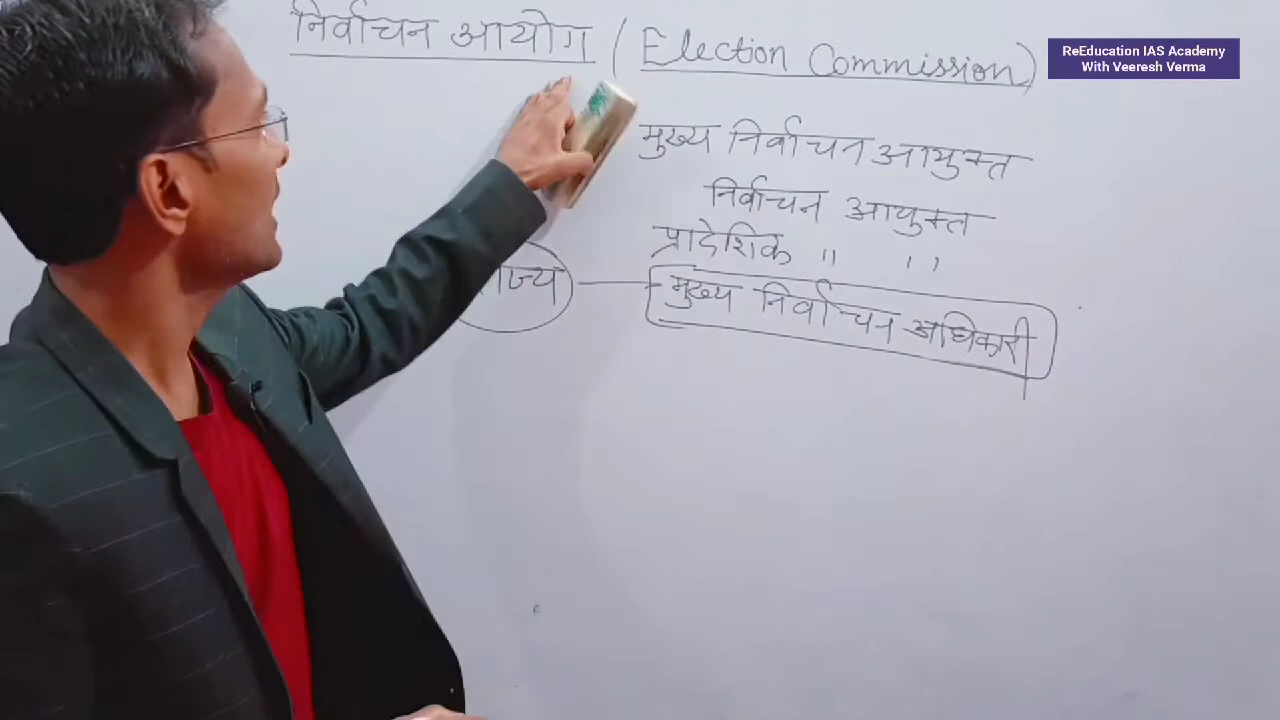 निर्वाचन आयोग (Election Commission)
ReEducation IAS Academy
With Veeresh Verma
मुख्य निर्वाचन आयुक्त
निर्वाचन आयुक्त
प्रादेशिक " "
मुख्य निर्वाचन अधिकारी